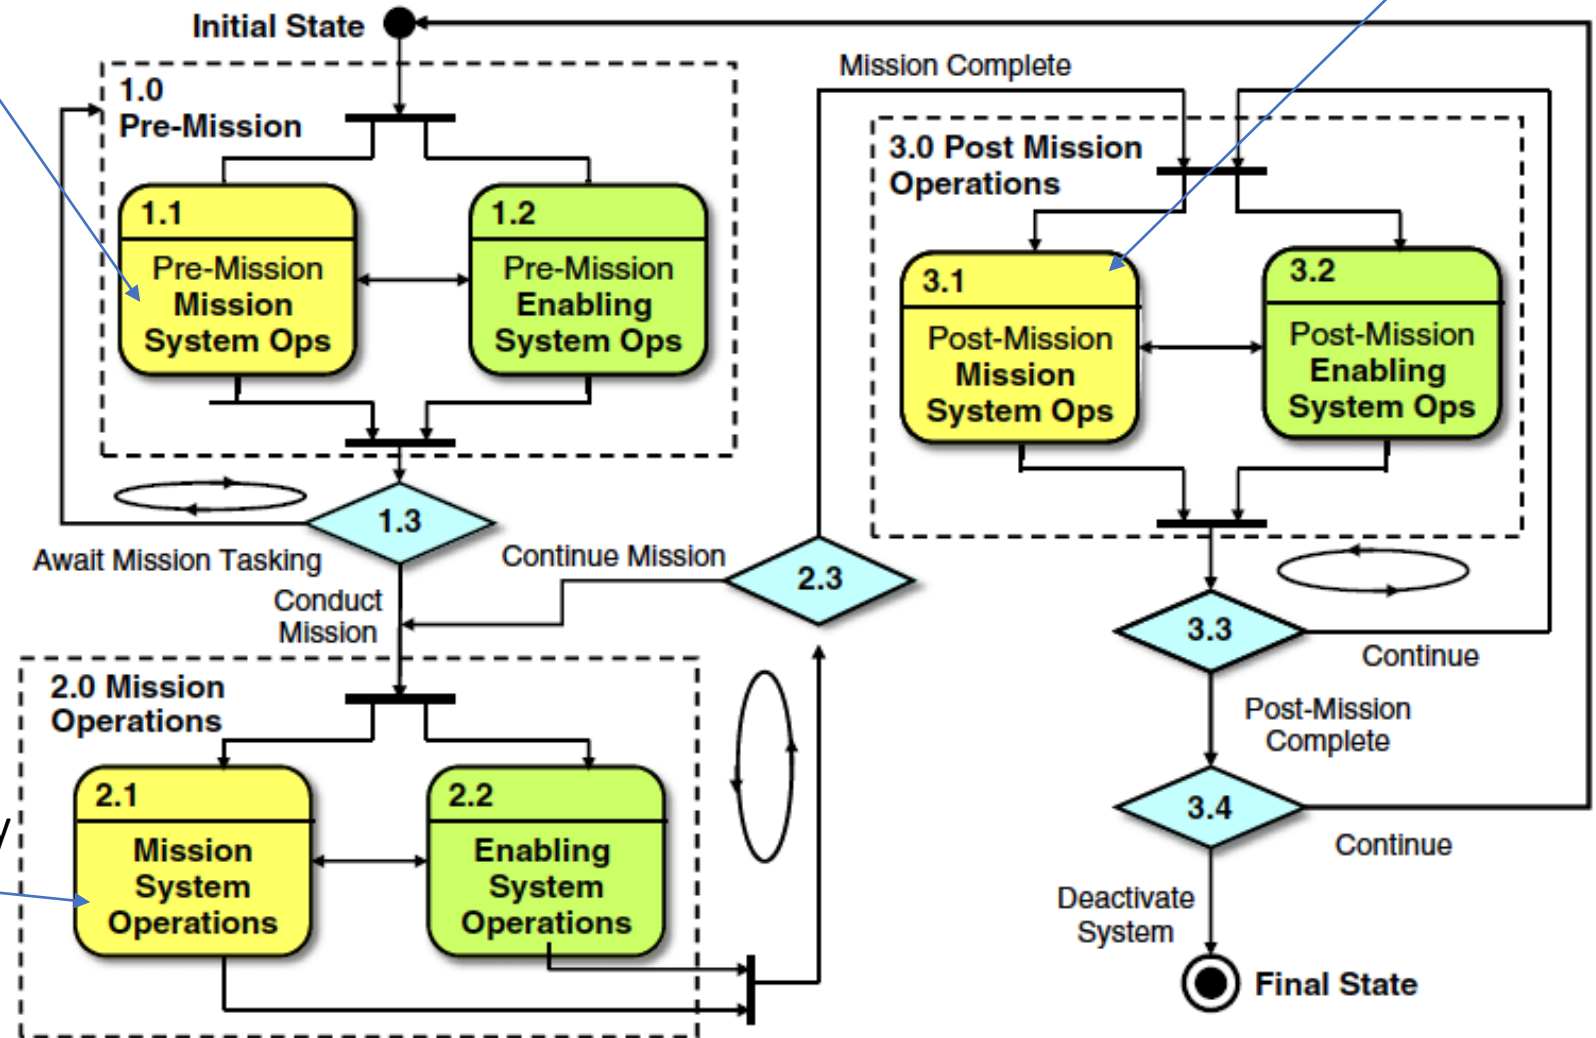 Initial State
1.0
Pre-Mission
1.1
Pre-Mission
Mission
System Ops
1.2
Pre-Mission
Enabling
System Ops
1.3
Await Mission Tasking
Conduct
Mission
Continue Mission
2.3
2.0 Mission
Operations
2.1
Mission
System
Operations
2.2
Enabling
System
Operations
Mission Complete
3.0 Post Mission
Operations
3.1
Post-Mission
Mission
System Ops
3.2
Post-Mission
Enabling
System Ops
3.3
Continue
Post-Mission
Complete
3.4
Continue
Deactivate
System
Final State